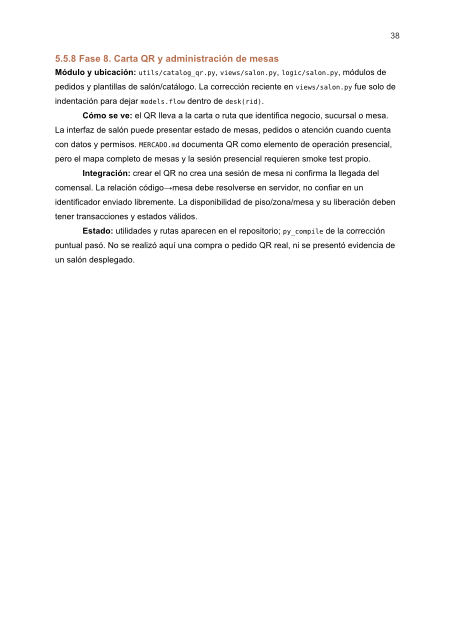 38
5.5.8 Fase 8. Carta QR y administración de mesas
Módulo y ubicación: utils/catalog_qr.py, views/salon.py, logic/salon.py, módulos de
pedidos y plantillas de salón/catálogo. La corrección reciente en views/salon.py fue solo de
indentación para dejar models.flow dentro de desk(rid).
Cómo se ve: el QR lleva a la carta o ruta que identifica negocio, sucursal o mesa.
La interfaz de salón puede presentar estado de mesas, pedidos o atención cuando cuenta
con datos y permisos. MERCADO.md documenta QR como elemento de operación presencial,
pero el mapa completo de mesas y la sesión presencial requieren smoke test propio.
Integración: crear el QR no crea una sesión de mesa ni confirma la llegada del
comensal. La relación código→mesa debe resolverse en servidor, no confiar en un
identificador enviado libremente. La disponibilidad de piso/zona/mesa y su liberación deben
tener transacciones y estados válidos.
Estado: utilidades y rutas aparecen en el repositorio; py_compile de la corrección
puntual pasó. No se realizó aquí una compra o pedido QR real, ni se presentó evidencia de
un salón desplegado.